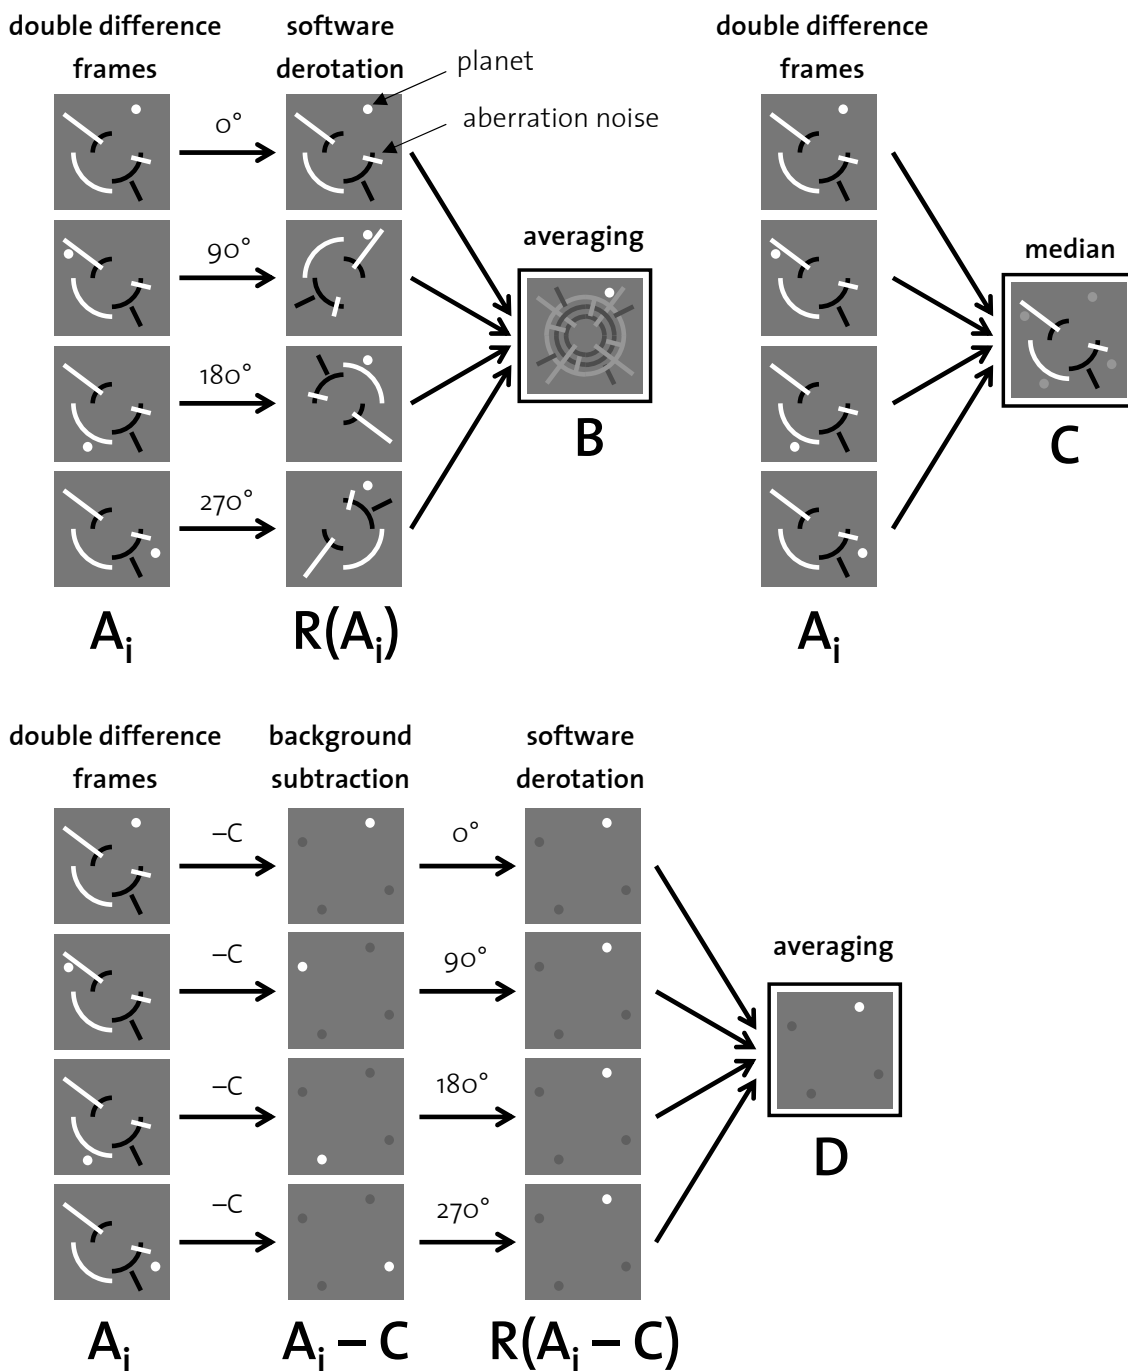 double difference
frames
software
derotation
planet
aberration noise
0°
90°
180°
270°
averaging
B
A_i
R(A_i)
double difference
frames
median
C
A_i
double difference
frames
background
subtraction
software
derotation
–C
0°
–C
90°
–C
180°
–C
270°
averaging
D
A_i
A_i – C
R(A_i – C)